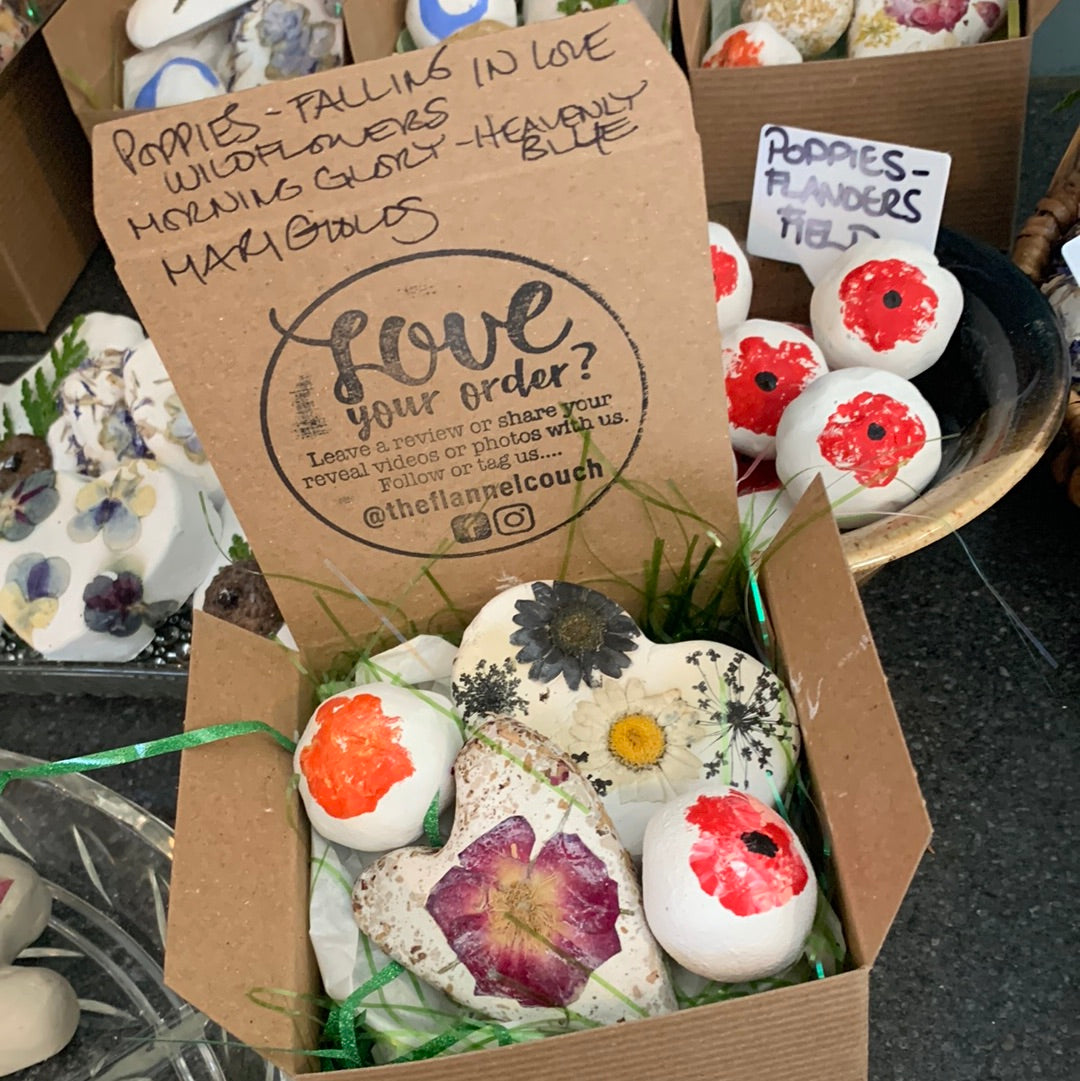 POPPIES - FALLING IN LOVE
WILDFLOWERS
MORNING GLORY - HEAVENLY
BLUE
MARIGOLDS
Love
your order?
Leave a review or share your
reveal videos or photos with us.
Follow or tag us....
@theflannelcouch
POPPIES -
FLANDERS
FIELD